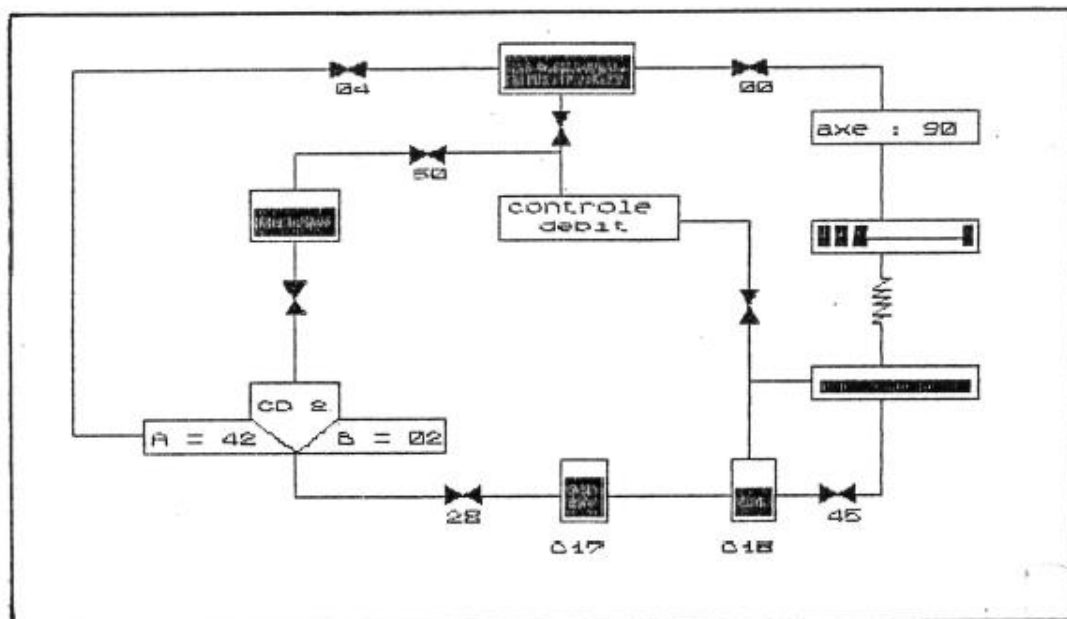 04
00
axe : 90
50
controle
debit
CD 2
A = 42
B = 02
28
45
C17
C18